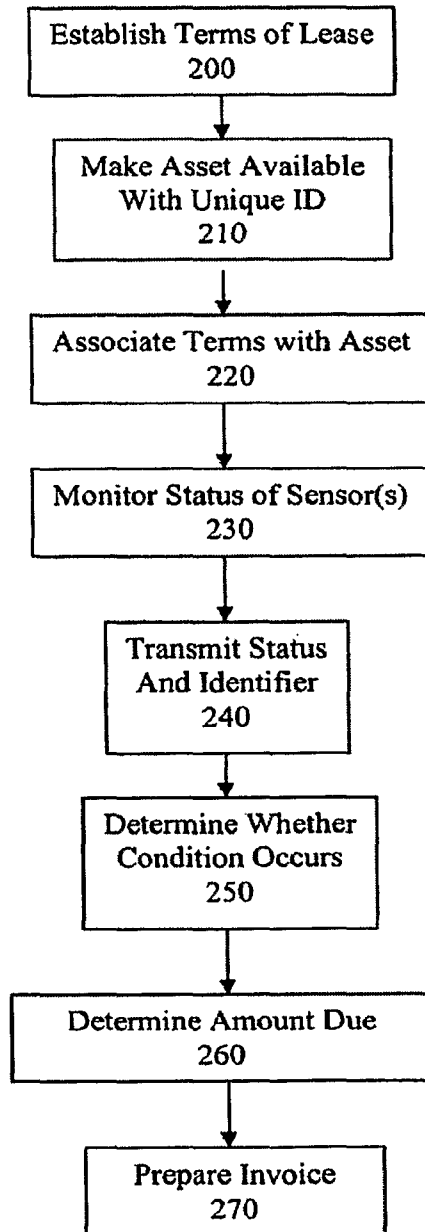 Establish Terms of Lease
200
Make Asset Available
With Unique ID
210
Associate Terms with Asset
220
Monitor Status of Sensor(s)
230
Transmit Status
And Identifier
240
Determine Whether
Condition Occurs
250
Determine Amount Due
260
Prepare Invoice
270